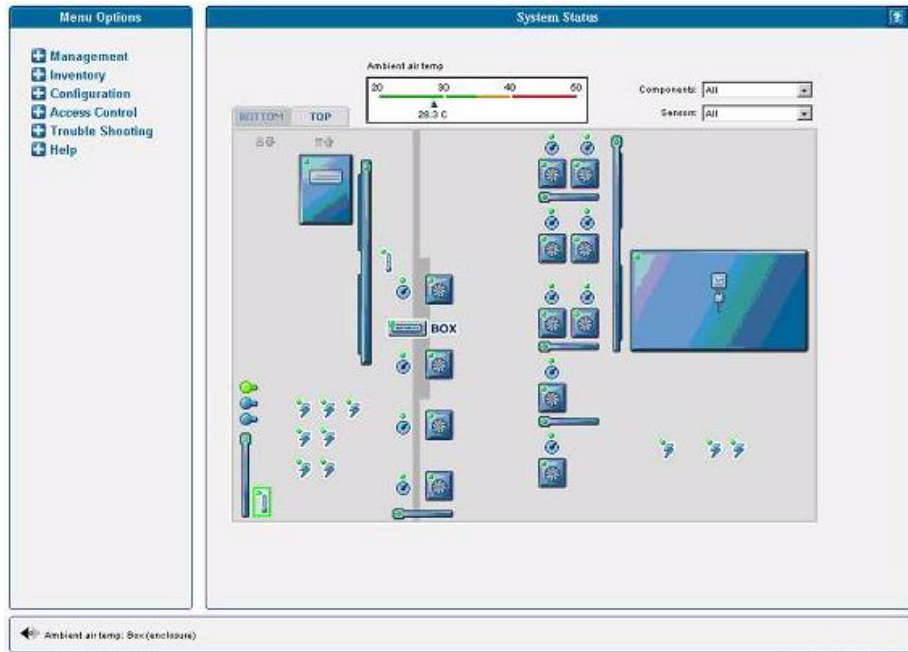 Menu Options
Management
Inventory
Configuration
Access Control
Trouble Shooting
Help
System Status
?
Ambient air temp
20 30 40 50
28.3 C
Components: All
Sensors: All
BOTTOM TOP
BOX
Ambient air temp: Box (enclosure)